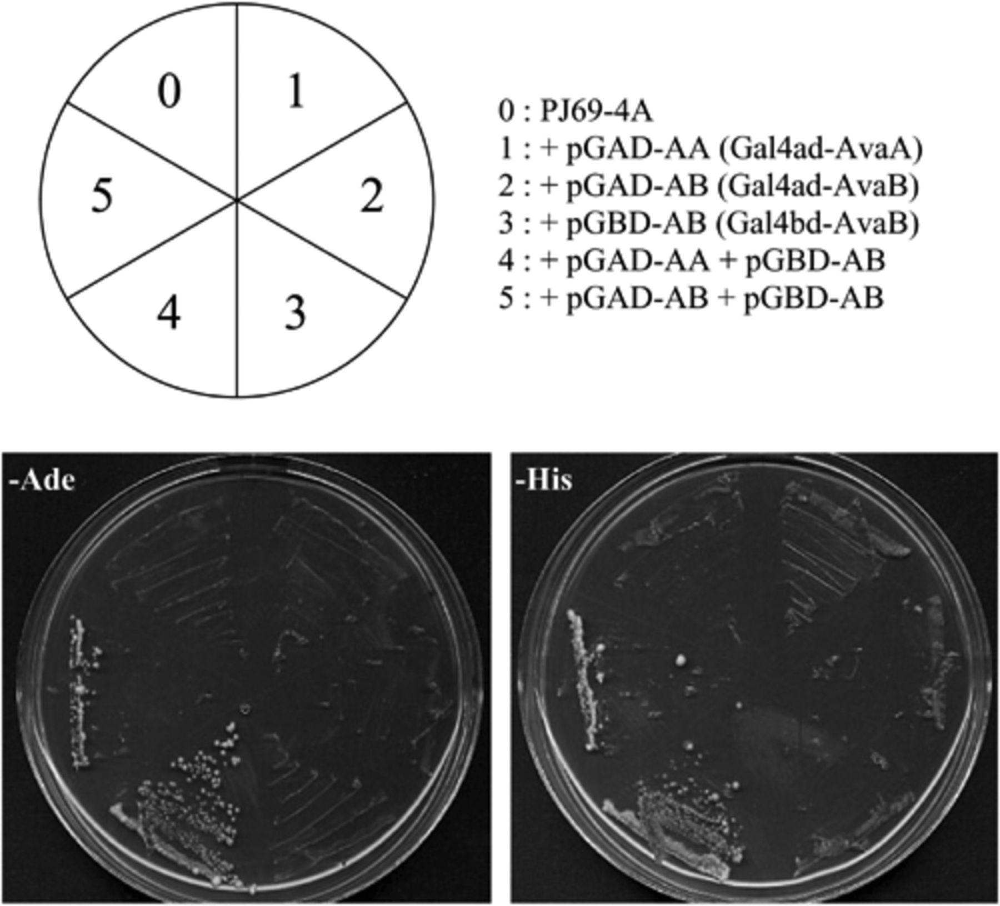 0
1
5
2
4
3
0 : PJ69-4A
1 : + pGAD-AA (Gal4ad-AvaA)
2 : + pGAD-AB (Gal4ad-AvaB)
3 : + pGBD-AB (Gal4bd-AvaB)
4 : + pGAD-AA + pGBD-AB
5 : + pGAD-AB + pGBD-AB
-Ade
-His